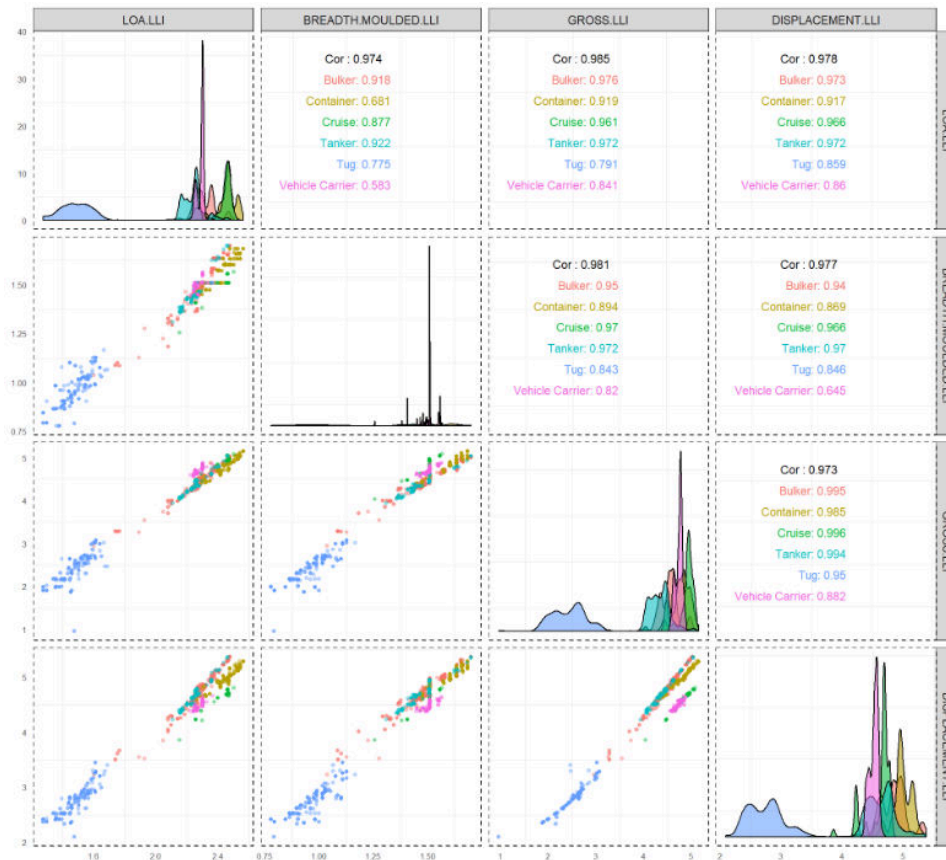 LOA.LLI
BREADTH.MOULDED.LLI
GROSS.LLI
DISPLACEMENT.LLI
40
30
20
10
0
Cor : 0.974
Bulker: 0.918
Container: 0.681
Cruise: 0.877
Tanker: 0.922
Tug: 0.775
Vehicle Carrier: 0.583
Cor : 0.985
Bulker: 0.976
Container: 0.919
Cruise: 0.961
Tanker: 0.972
Tug: 0.791
Vehicle Carrier: 0.841
Cor : 0.978
Bulker: 0.973
Container: 0.917
Cruise: 0.966
Tanker: 0.972
Tug: 0.859
Vehicle Carrier: 0.86
1.50
1.25
1.00
0.75
Cor : 0.981
Bulker: 0.95
Container: 0.894
Cruise: 0.97
Tanker: 0.972
Tug: 0.843
Vehicle Carrier: 0.82
Cor : 0.977
Bulker: 0.94
Container: 0.869
Cruise: 0.966
Tanker: 0.97
Tug: 0.846
Vehicle Carrier: 0.645
5
4
3
2
1
Cor : 0.973
Bulker: 0.995
Container: 0.985
Cruise: 0.996
Tanker: 0.994
Tug: 0.95
Vehicle Carrier: 0.882
5
4
3
2
1.6
2.0
2.4
0.75
1.00
1.25
1.50
1
2
3
4
5
2
3
4
5